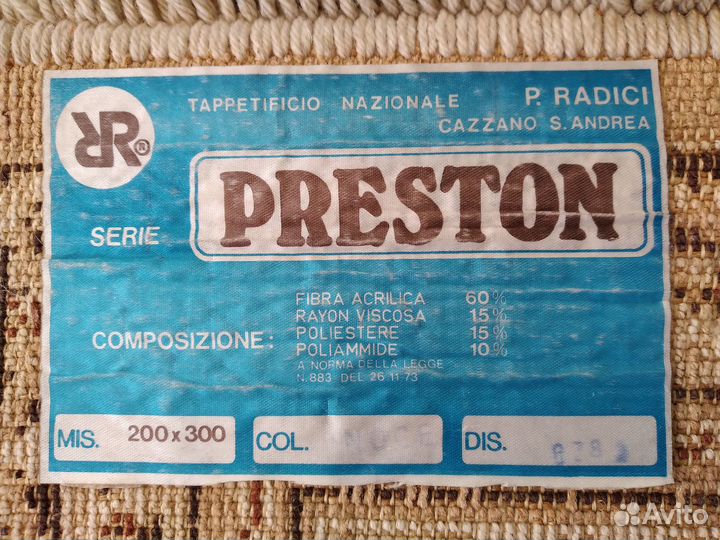 RR®
TAPPETIFICIO NAZIONALE P. RADICI
CAZZANO S. ANDREA
SERIE PRESTON
COMPOSIZIONE:
FIBRA ACRILICA 60%
RAYON VISCOSA 15%
POLIESTERE 15%
POLIAMMIDE 10%
A NORMA DELLA LEGGE
N. 883 DEL 26 11 73
MIS. 200 x 300 COL. DIS.
Avito